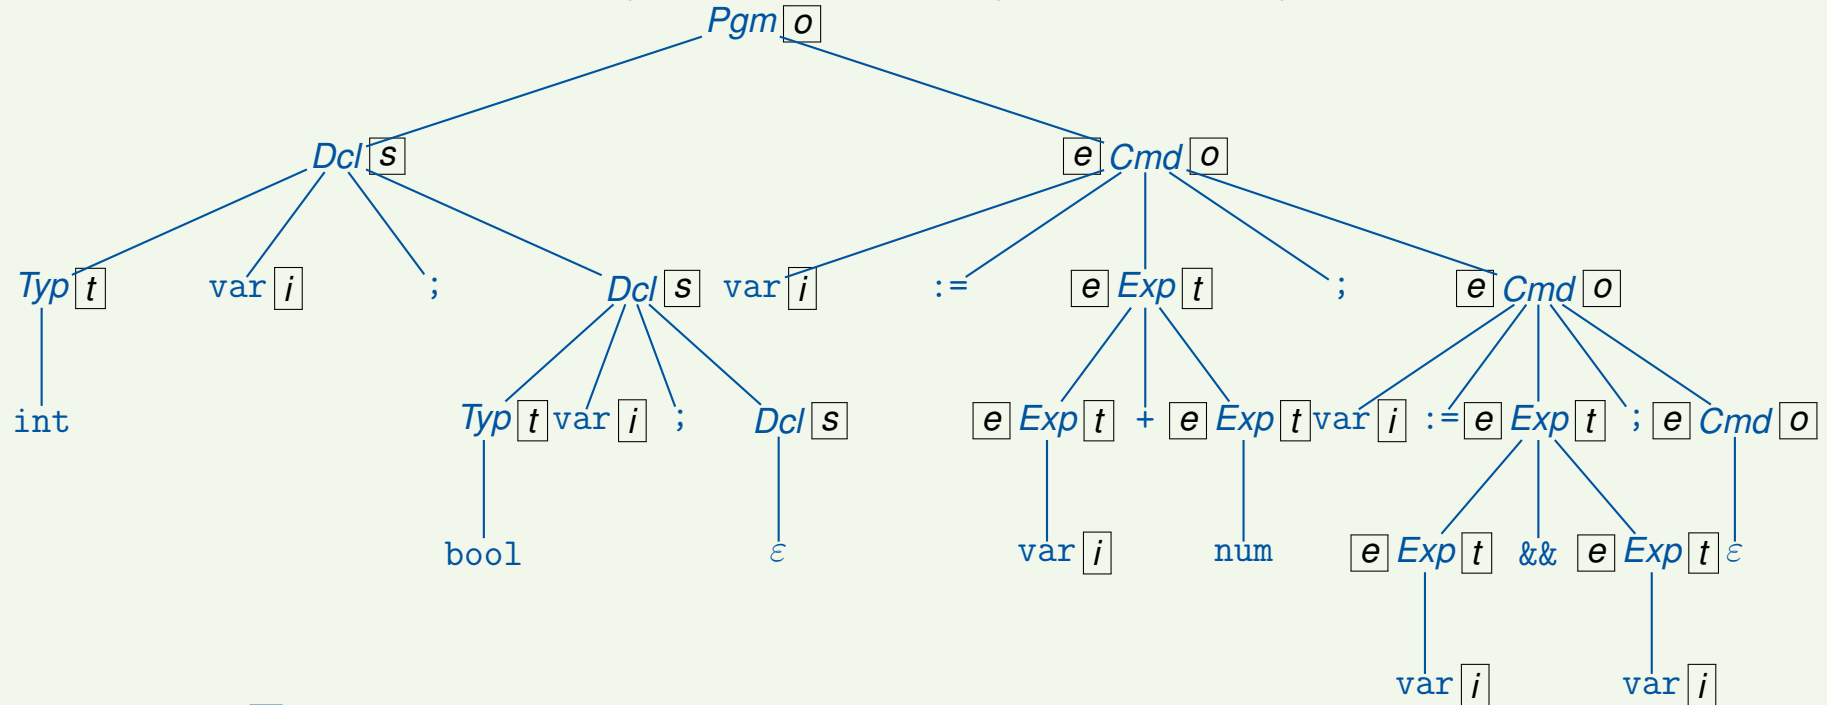 Pgm o
Dcl s e Cmd o
Typ t var i ; Dcl s var i := e Exp t ; e Cmd o
int Typ t var i ; Dcl s e Exp t + e Exp t var i := e Exp t ; e Cmd o
bool ε var i num e Exp t && e Exp t ε
var i var i